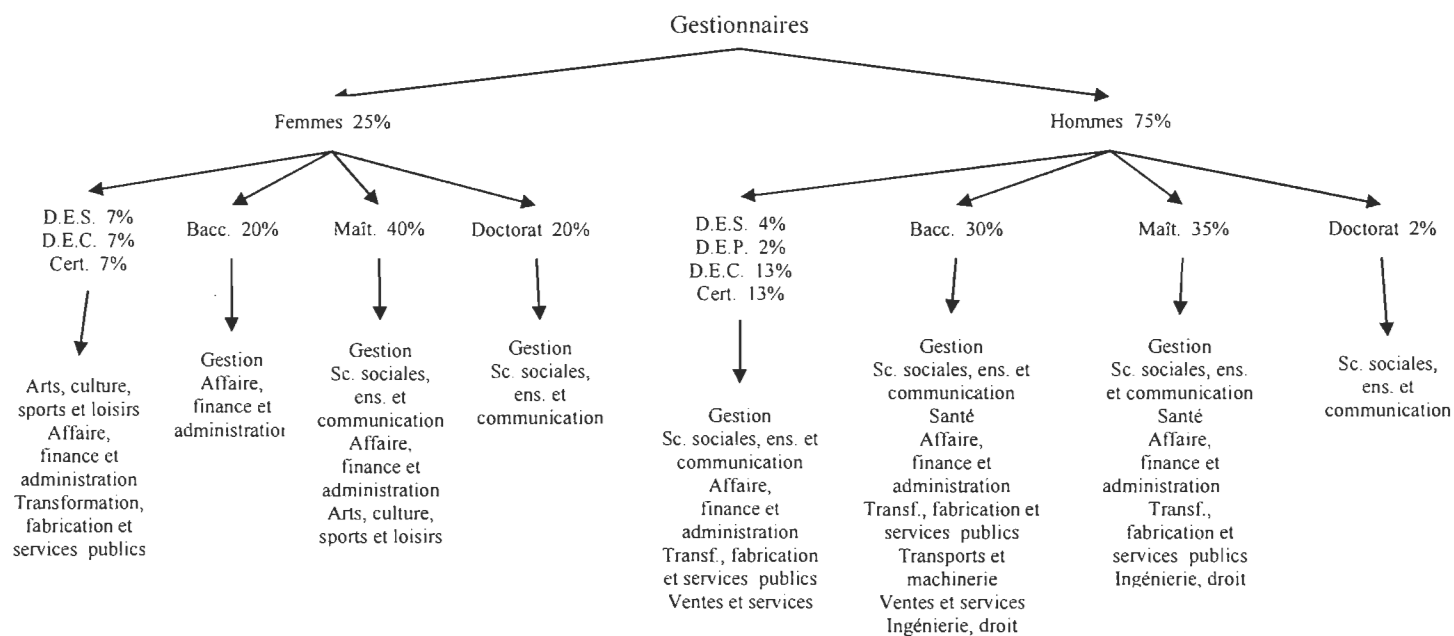 Gestionnaires
Femmes 25%
Hommes 75%
D.E.S. 7%
D.E.C. 7%
Cert. 7%
Bacc. 20%
Maît. 40%
Doctorat 20%
D.E.S. 4%
D.E.P. 2%
D.E.C. 13%
Cert. 13%
Bacc. 30%
Maît. 35%
Doctorat 2%
Arts, culture,
sports et loisirs
Affaire,
finance et
administration
Transformation,
fabrication et
services publics
Gestion
Affaire,
finance et
administration
Gestion
Sc. sociales,
ens. et
communication
Affaire,
finance et
administration
Arts, culture,
sports et loisirs
Gestion
Sc. sociales,
ens. et
communication
Gestion
Sc. sociales, ens. et
communication
Affaire,
finance et
administration
Transf., fabrication
et services publics
Ventes et services
Gestion
Sc. sociales, ens. et
communication
Santé
Affaire,
finance et
administration
Transf., fabrication et
services publics
Transports et
machinerie
Ventes et services
Ingénierie, droit
Gestion
Sc. sociales, ens.
et communication
Santé
Affaire,
finance et
administration
Transf.,
fabrication et
services publics
Ingénierie, droit
Sc. sociales,
ens. et
communication